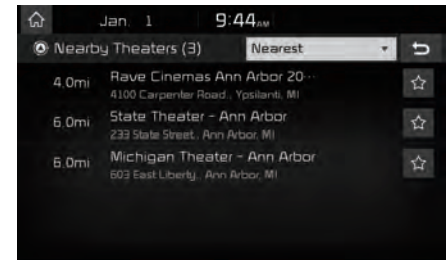 Jan. 1 9:44AM
Nearby Theaters (3) Nearest
4.0mi Rave Cinemas Ann Arbor 20···
4100 Carpenter Road., Ypsilanti, MI
6.0mi State Theater - Ann Arbor
233 State Street., Ann Arbor, MI
6.0mi Michigan Theater - Ann Arbor
603 East Liberty., Ann Arbor, MI